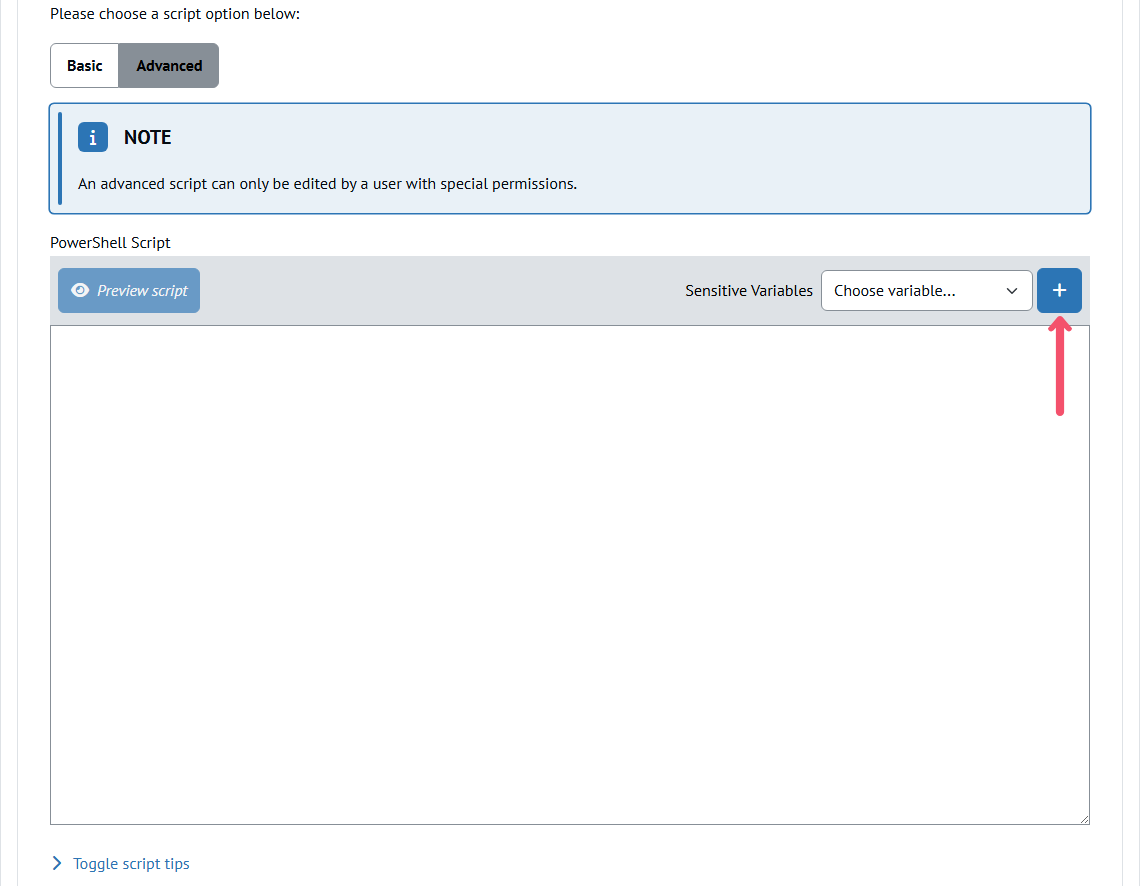 Please choose a script option below:
Basic Advanced
i NOTE
An advanced script can only be edited by a user with special permissions.
PowerShell Script
Preview script Sensitive Variables Choose variable... +
Toggle script tips